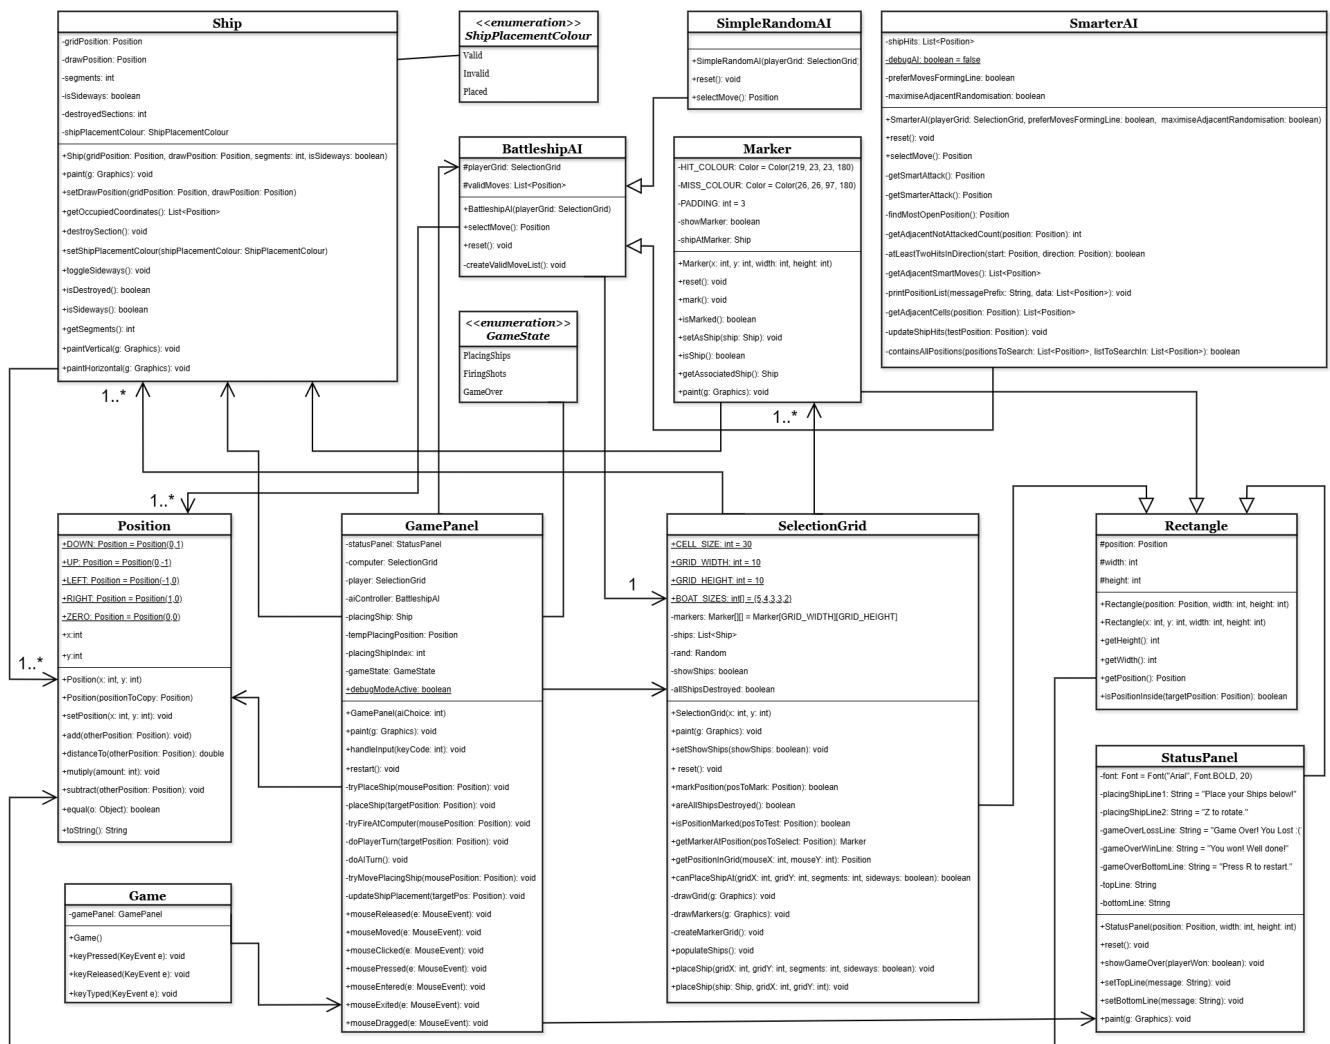 Ship
-gridPosition: Position
-drawPosition: Position
-segments: int
-isSideways: boolean
-destroyedSections: int
-shipPlacementColour: ShipPlacementColour
+Ship(gridPosition: Position, drawPosition: Position, segments: int, isSideways: boolean)
+paint(g: Graphics): void
+setDrawPosition(gridPosition: Position, drawPosition: Position)
+getOccupiedCoordinates(): List<Position>
+destroySection(): void
+setShipPlacementColour(shipPlacementColour: ShipPlacementColour)
+toggleSideways(): void
+isDestroyed(): boolean
+isSideways(): boolean
+getSegments(): int
+paintVertical(g: Graphics): void
+paintHorizontal(g: Graphics): void
1..*
<<enumeration>>
ShipPlacementColour
Valid
Invalid
Placed
SimpleRandomAI
+SimpleRandomAI(playerGrid: SelectionGrid
+reset(): void
+selectMove(): Position
SmarterAI
-shipHits: List<Position>
-debugAI: boolean = false
-preferMovesFormingLine: boolean
-maximiseAdjacentRandomisation: boolean
+SmarterAI(playerGrid: SelectionGrid, preferMovesFormingLine: boolean, maximiseAdjacentRandomisation: boolean)
+reset(): void
+selectMove(): Position
-getSmartAttack(): Position
-getSmarterAttack(): Position
-findMostOpenPosition(): Position
-getAdjacentNotAttackedCount(position: Position): int
-atLeastTwoHitsInDirection(start: Position, direction: Position): boolean
-getAdjacentSmartMoves(): List<Position>
-printPositionList(messagePrefix: String, data: List<Position>): void
-getAdjacentCells(position: Position): List<Position>
-updateShipHits(testPosition: Position): void
-containsAllPositions(positionsToSearch: List<Position>, listToSearchIn: List<Position>): boolean
BattleshipAI
#playerGrid: SelectionGrid
#validMoves: List<Position>
+BattleshipAI(playerGrid: SelectionGrid)
+selectMove(): Position
+reset(): void
-createValidMoveList(): void
Marker
-HIT_COLOUR: Color = Color(219, 23, 23, 180)
-MISS_COLOUR: Color = Color(26, 26, 97, 180)
-PADDING: int = 3
-showMarker: boolean
-shipAtMarker: Ship
+Marker(x: int, y: int, width: int, height: int)
+reset(): void
+mark(): void
+isMarked(): boolean
+setAsShip(ship: Ship): void
+isShip(): boolean
+getAssociatedShip(): Ship
+paint(g: Graphics): void
1..*
<<enumeration>>
GameState
PlacingShips
FiringShots
GameOver
1..*
Position
+DOWN: Position = Position(0,1)
+UP: Position = Position(0,-1)
+LEFT: Position = Position(-1,0)
+RIGHT: Position = Position(1,0)
+ZERO: Position = Position(0,0)
+x:int
+y:int
1..*
+Position(x: int, y: int)
+Position(positionToCopy: Position)
+setPosition(x: int, y: int): void
+add(otherPosition: Position: void)
+distanceTo(otherPosition: Position): double
+mutiply(amount: int): void
+subtract(otherPosition: Position): void
+equal(o: Object): boolean
+toString(): String
GamePanel
-statusPanel: StatusPanel
-computer: SelectionGrid
-player: SelectionGrid
-aiController: BattleshipAI
-placingShip: Ship
-tempPlacingPosition: Position
-placingShipIndex: int
-gameState: GameState
+debugModeActive: boolean
+GamePanel(aiChoice: int)
+paint(g: Graphics): void
+handleInput(keyCode: int): void
+restart(): void
-tryPlaceShip(mousePosition: Position): void
-placeShip(targetPosition: Position): void
-tryFireAtComputer(mousePosition: Position): void
-doPlayerTurn(targetPosition: Position): void
-doAITurn(): void
-tryMovePlacingShip(mousePosition: Position): void
-updateShipPlacement(targetPos: Position): void
+mouseReleased(e: MouseEvent): void
+mouseMoved(e: MouseEvent): void
+mouseClicked(e: MouseEvent): void
+mousePressed(e: MouseEvent): void
+mouseEntered(e: MouseEvent): void
+mouseExited(e: MouseEvent): void
+mouseDragged(e: MouseEvent): void
1
SelectionGrid
+CELL_SIZE: int = 30
+GRID_WIDTH: int = 10
+GRID_HEIGHT: int = 10
+BOAT_SIZES: int[] = {5,4,3,3,2}
-markers: Marker[][] = Marker[GRID_WIDTH][GRID_HEIGHT]
-ships: List<Ship>
-rand: Random
-showShips: boolean
-allShipsDestroyed: boolean
+SelectionGrid(x: int, y: int)
+paint(g: Graphics): void
+setShowShips(showShips: boolean): void
+ reset(): void
+markPosition(posToMark: Position): boolean
+areAllShipsDestroyed(): boolean
+isPositionMarked(posToTest: Position): boolean
+getMarkerAtPosition(posToSelect: Position): Marker
+getPositionInGrid(mouseX: int, mouseY: int): Position
+canPlaceShipAt(gridX: int, gridY: int, segments: int, sideways: boolean): boolean
-drawGrid(g: Graphics): void
-drawMarkers(g: Graphics): void
-createMarkerGrid(): void
+populateShips(): void
+placeShip(gridX: int, gridY: int, segments: int, sideways: boolean): void
+placeShip(ship: Ship, gridX: int, gridY: int): void
Rectangle
#position: Position
#width: int
#height: int
+Rectangle(position: Position, width: int, height: int)
+Rectangle(x: int, y: int, width: int, height: int)
+getHeight(): int
+getWidth(): int
+getPosition(): Position
+isPositionInside(targetPosition: Position): boolean
StatusPanel
-font: Font = Font("Arial", Font.BOLD, 20)
-placingShipLine1: String = "Place your Ships below!"
-placingShipLine2: String = "Z to rotate."
-gameOverLossLine: String = "Game Over! You Lost :(
-gameOverWinLine: String = "You won! Well done!"
-gameOverBottomLine: String = "Press R to restart."
-topLine: String
-bottomLine: String
+StatusPanel(position: Position, width: int, height: int)
+reset(): void
+showGameOver(playerWon: boolean): void
+setTopLine(message: String): void
+setBottomLine(message: String): void
+paint(g: Graphics): void
Game
-gamePanel: GamePanel
+Game()
+keyPressed(KeyEvent e): void
+keyReleased(KeyEvent e): void
+keyTyped(KeyEvent e): void